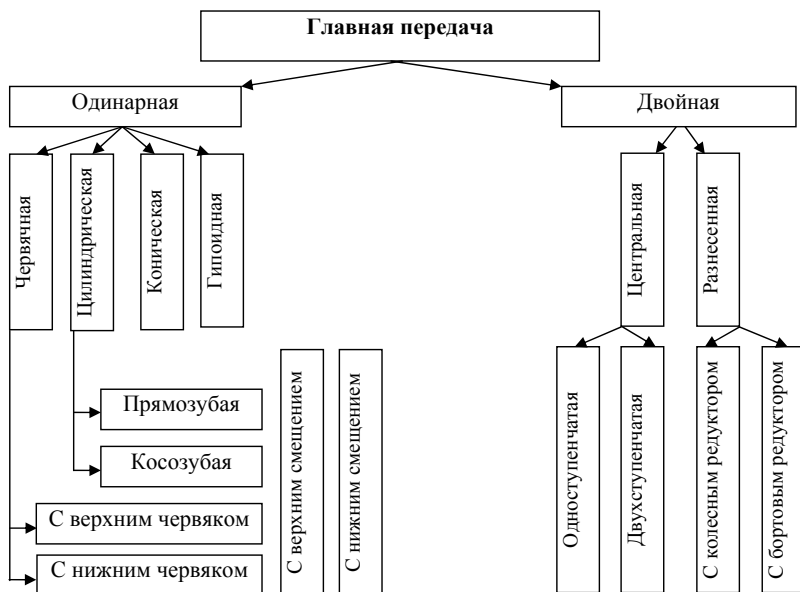 Главная передача
Одинарная
Двойная
Червячная
Цилиндрическая
Коническая
Гипоидная
Центральная
Разнесенная
Прямозубая
Косозубая
С верхним червяком
С нижним червяком
С верхним смещением
С нижним смещением
Одноступенчатая
Двухступенчатая
С колесным редуктором
С бортовым редуктором